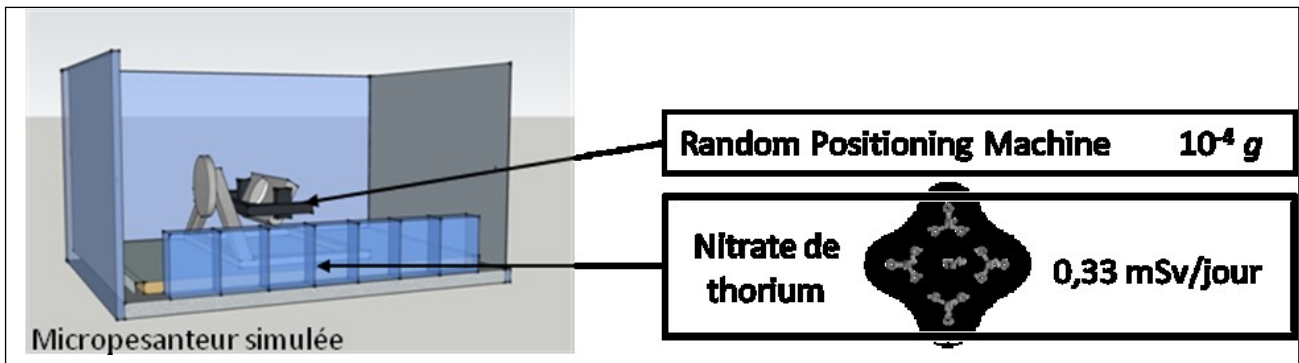 Random Positioning Machine 10⁻⁴ g
Nitrate de
thorium
0,33 mSv/jour
Micropesanteur simulée